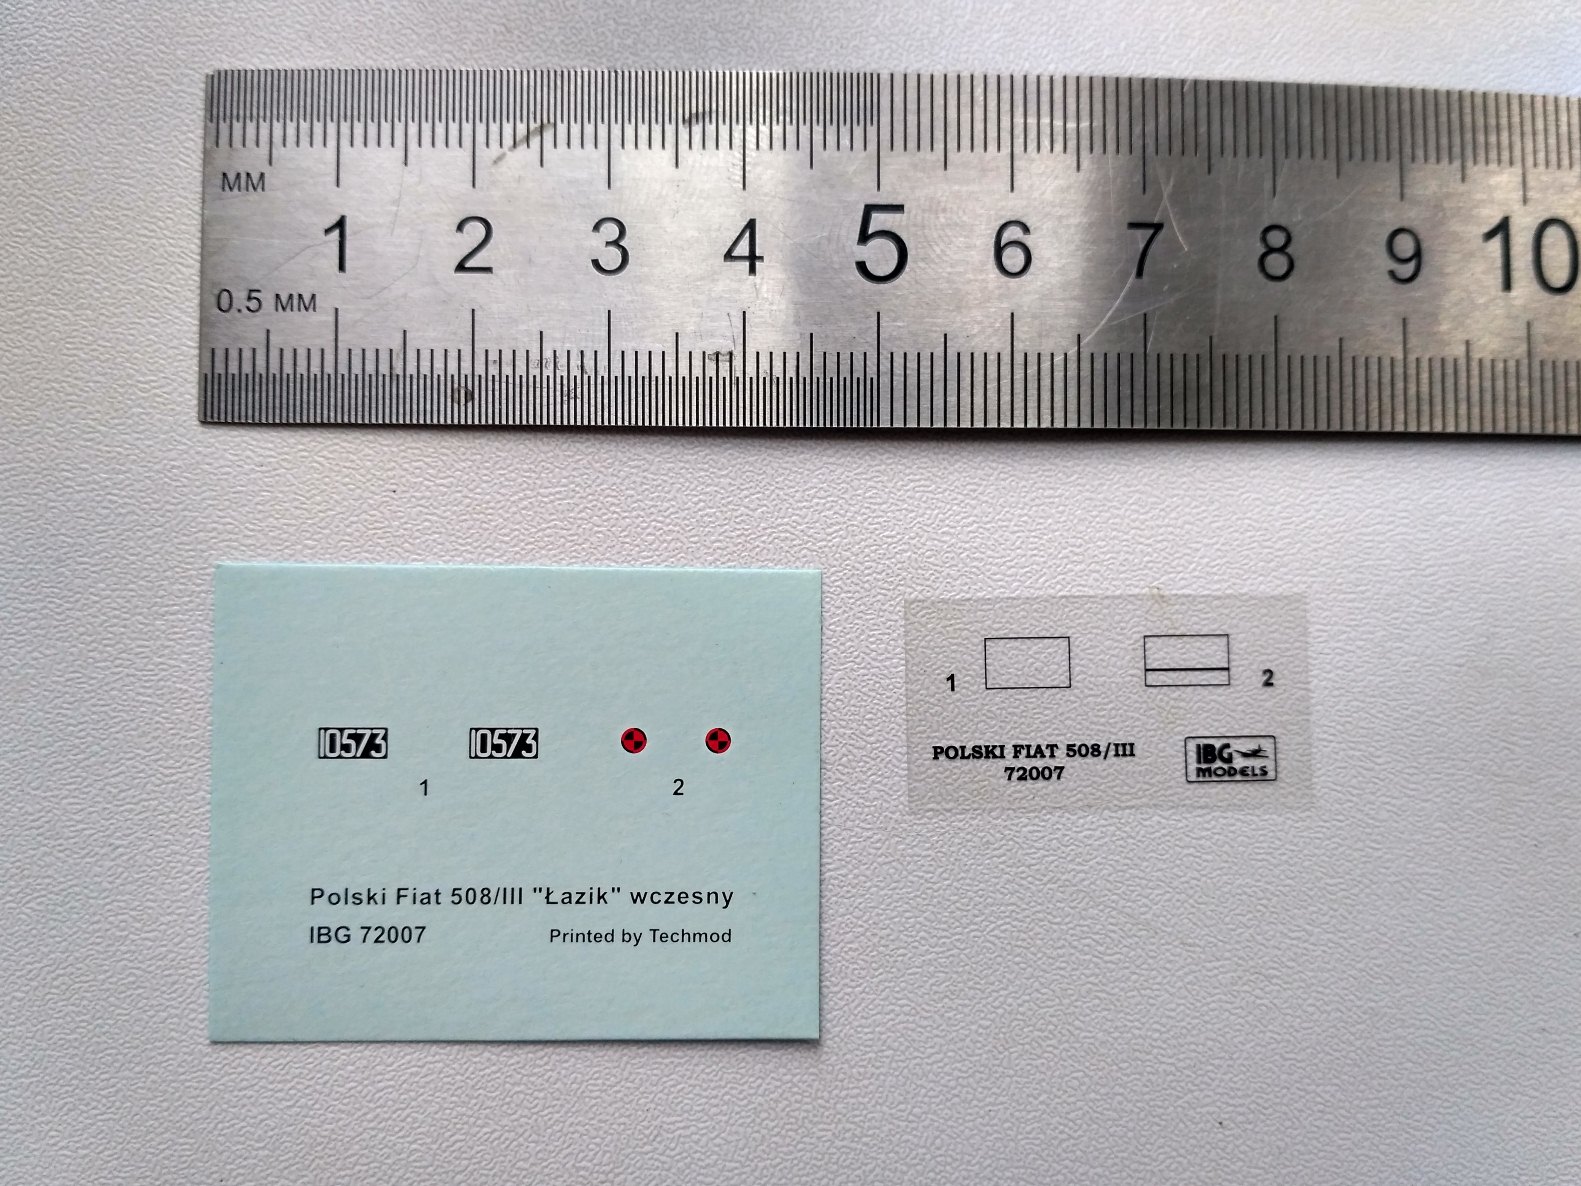 MM
1 2 3 4 5 6 7 8 9 10
0.5 MM
10573 10573
1 2
Polski Fiat 508/III "Łazik" wczesny
IBG 72007 Printed by Techmod
1 2
POLSKI FIAT 508/III
72007
IBG
MODELS